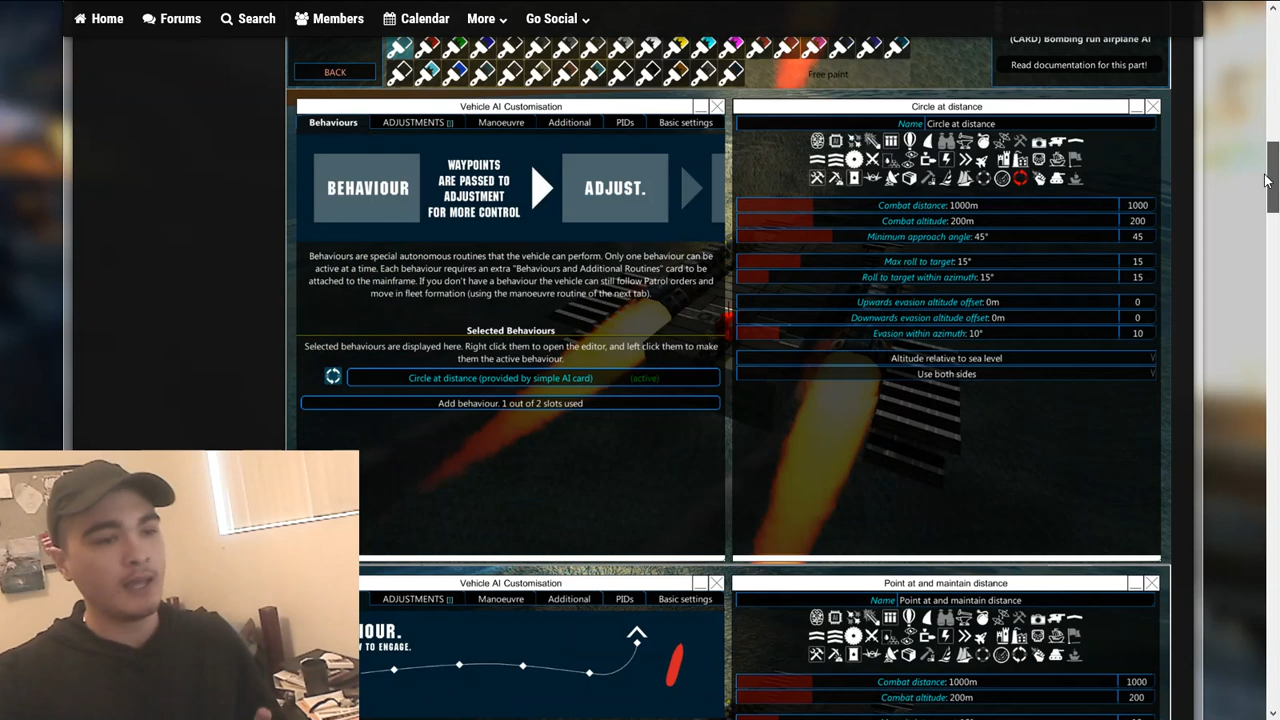 Home Forums Search Members Calendar More Go Social
(CARD) Bombing run airplane AI
BACK
Free paint
Read documentation for this part!
Vehicle AI Customisation
Behaviours ADJUSTMENTS [] Manoeuvre Additional PIDs Basic settings
BEHAVIOUR
WAYPOINTS
ARE PASSED TO
ADJUSTMENT
FOR MORE CONTROL
ADJUST.
Behaviours are special autonomous routines that the vehicle can perform. Only one behaviour can be
active at a time. Each behaviour requires an extra "Behaviours and Additional Routines" card to be
attached to the mainframe. If you don't have a behaviour the vehicle can still follow Patrol orders and
move in fleet formation (using the manoeuvre routine of the next tab).
Selected Behaviours
Selected behaviours are displayed here. Right click them to open the editor, and left click them to make
them the active behaviour.
Circle at distance (provided by simple AI card) (active)
Add behaviour. 1 out of 2 slots used
Circle at distance
Name Circle at distance
Combat distance: 1000m 1000
Combat altitude: 200m 200
Minimum approach angle: 45° 45
Max roll to target: 15° 15
Roll to target within azimuth: 15° 15
Upwards evasion altitude offset: 0m 0
Downwards evasion altitude offset: 0m 0
Evasion within azimuth: 10° 10
Altitude relative to sea level V
Use both sides V
Vehicle AI Customisation
ADJUSTMENTS [] Manoeuvre Additional PIDs Basic settings
OUR.
W TO ENGAGE.
Point at and maintain distance
Name Point at and maintain distance
Combat distance: 1000m 1000
Combat altitude: 200m 200